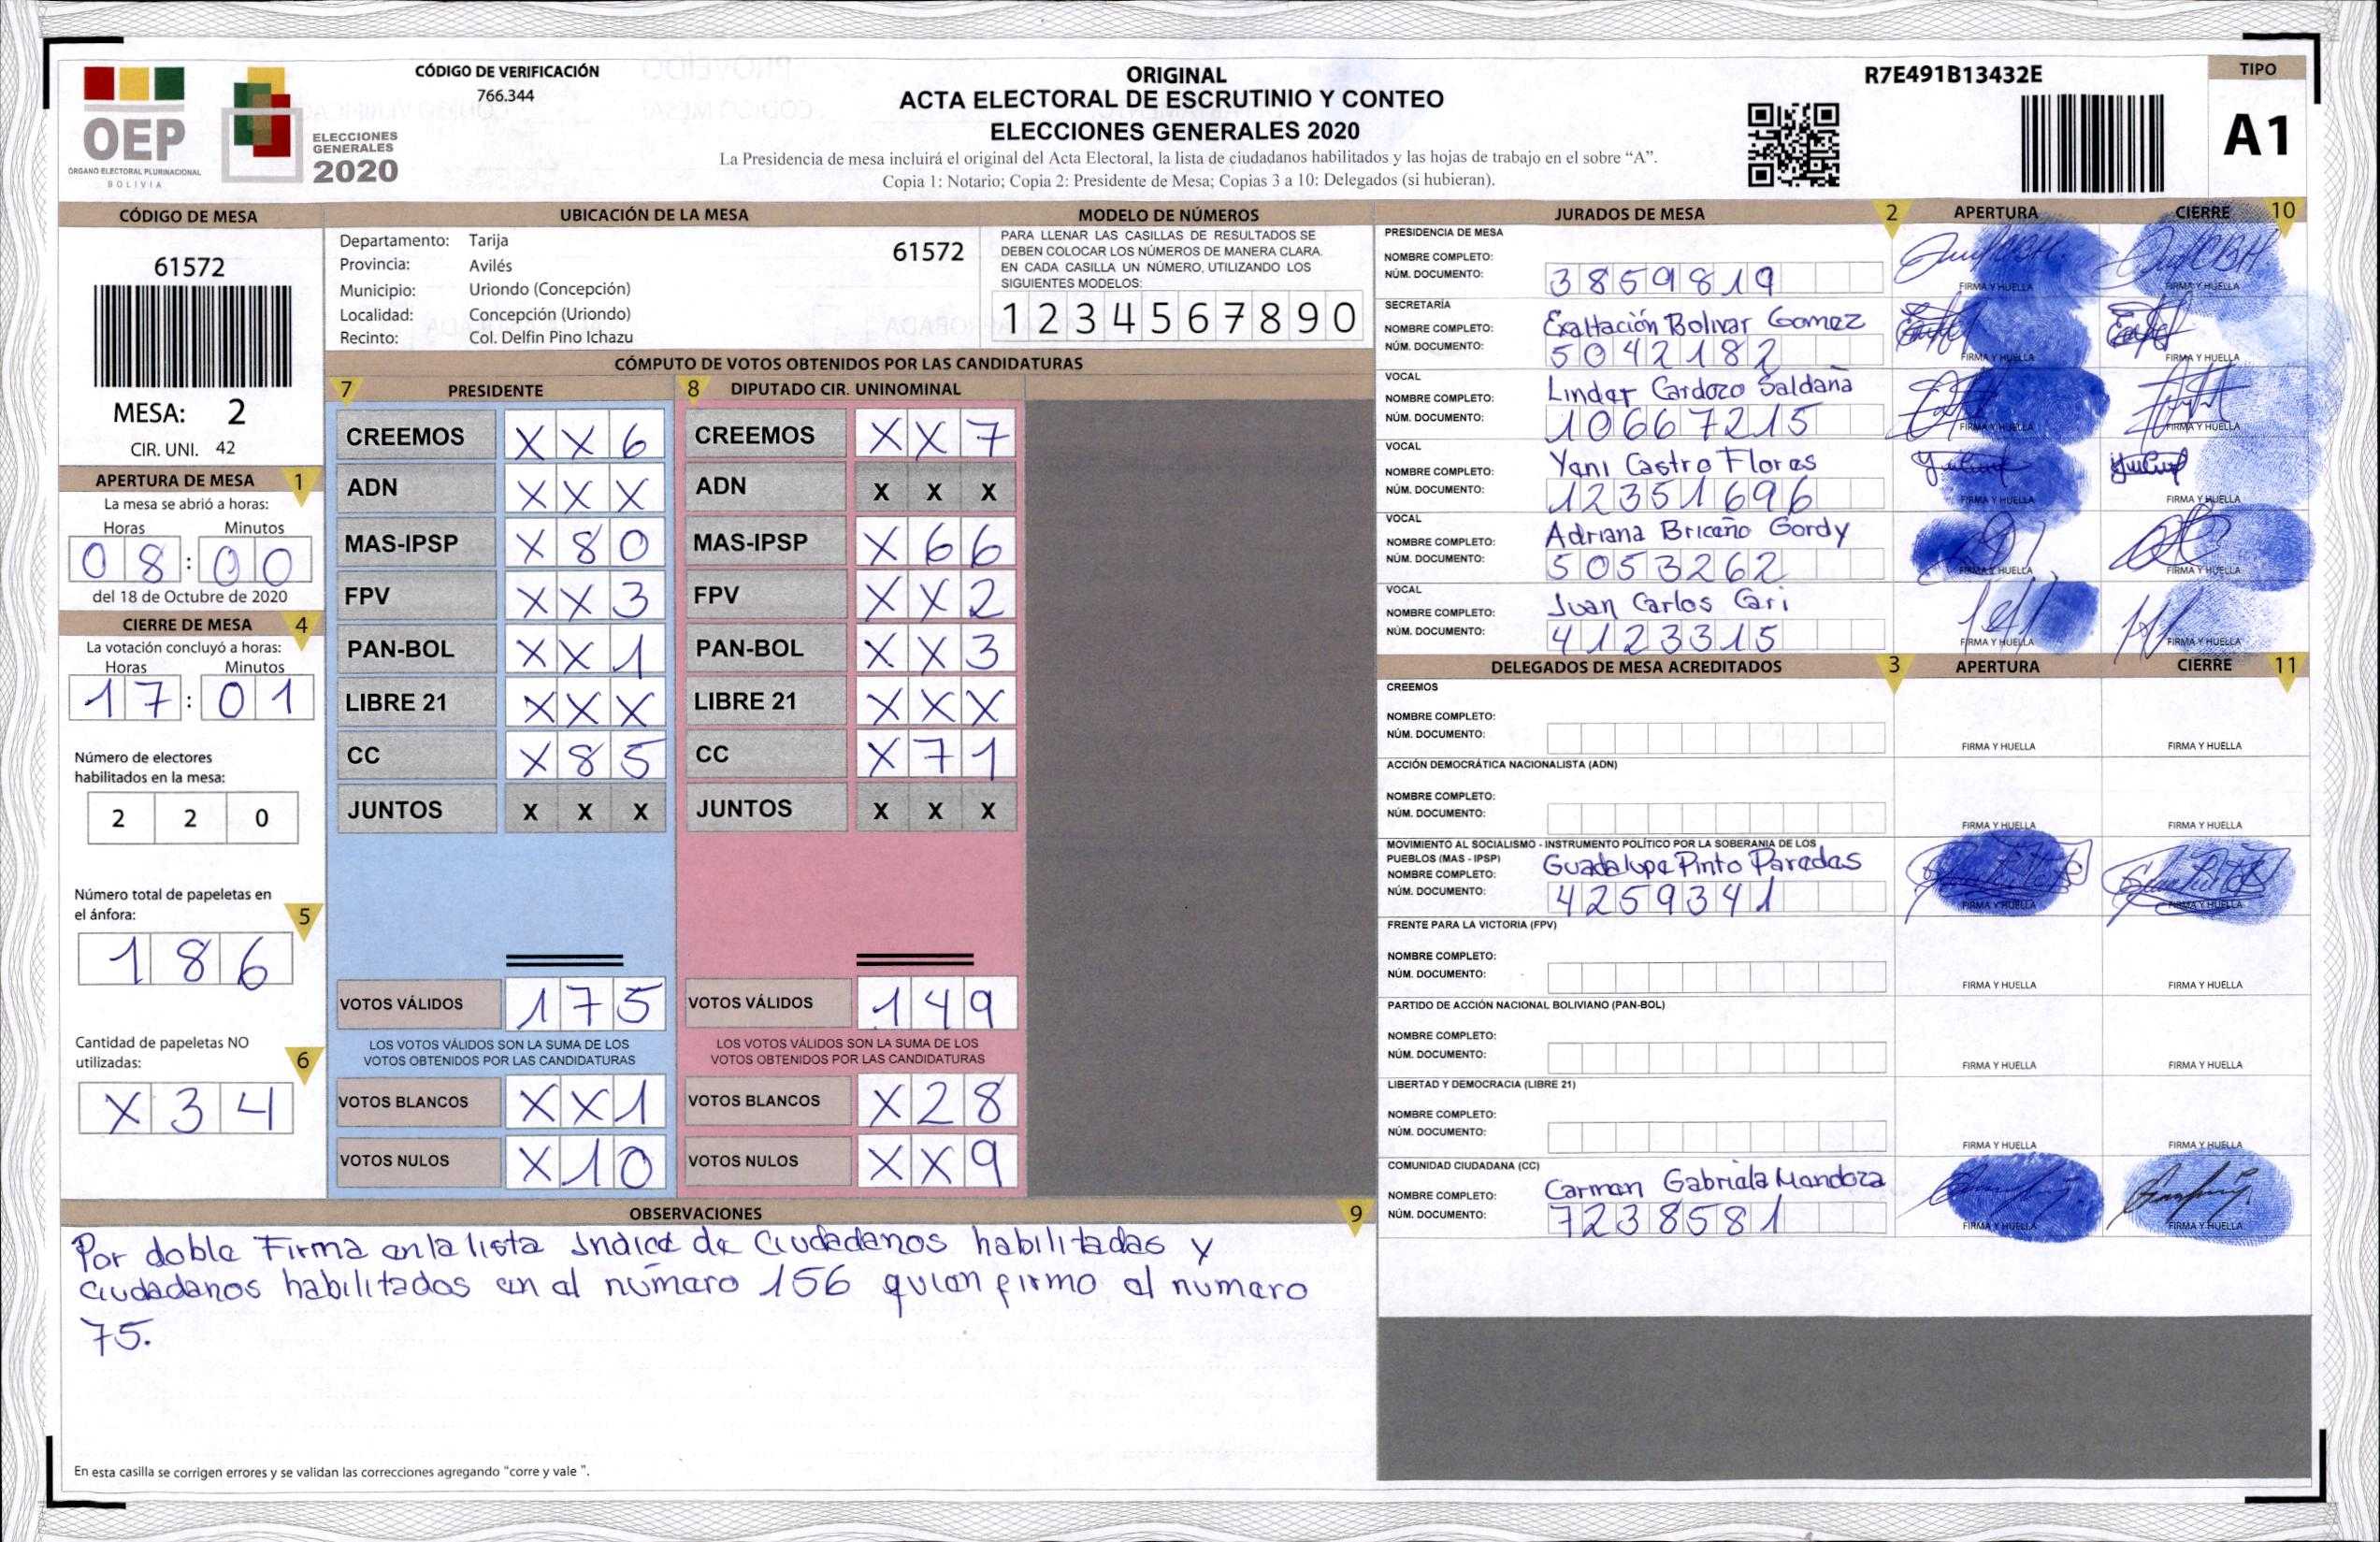 OEP
ÓRGANO ELECTORAL PLURINACIONAL
BOLIVIA
ELECCIONES
GENERALES
2020
CÓDIGO DE VERIFICACIÓN
766.344
ORIGINAL
ACTA ELECTORAL DE ESCRUTINIO Y CONTEO
ELECCIONES GENERALES 2020
La Presidencia de mesa incluirá el original del Acta Electoral, la lista de ciudadanos habilitados y las hojas de trabajo en el sobre “A”.
Copia 1: Notario; Copia 2: Presidente de Mesa; Copias 3 a 10: Delegados (si hubieran).
R7E491B13432E
TIPO
A1
CÓDIGO DE MESA
61572
MESA: 2
CIR. UNI. 42
APERTURA DE MESA 1
La mesa se abrió a horas:
Horas Minutos
08:00
del 18 de Octubre de 2020
CIERRE DE MESA 4
La votación concluyó a horas:
Horas Minutos
17:01
Número de electores
habilitados en la mesa:
2 2 0
Número total de papeletas en
el ánfora: 5
1 8 6
Cantidad de papeletas NO
utilizadas: 6
X 3 4
UBICACIÓN DE LA MESA
Departamento: Tarija
61572
Provincia: Avilés
Municipio: Uriondo (Concepción)
Localidad: Concepción (Uriondo)
Recinto: Col. Delfin Pino Ichazu
MODELO DE NÚMEROS
PARA LLENAR LAS CASILLAS DE RESULTADOS SE
DEBEN COLOCAR LOS NÚMEROS DE MANERA CLARA.
EN CADA CASILLA UN NÚMERO, UTILIZANDO LOS
SIGUIENTES MODELOS:
1 2 3 4 5 6 7 8 9 0
CÓMPUTO DE VOTOS OBTENIDOS POR LAS CANDIDATURAS
7 PRESIDENTE
CREEMOS X X 6
ADN X X X
MAS-IPSP X 8 0
FPV X X 3
PAN-BOL X X 1
LIBRE 21 X X X
CC X 8 5
JUNTOS X X X
VOTOS VÁLIDOS 1 7 5
LOS VOTOS VÁLIDOS SON LA SUMA DE LOS
VOTOS OBTENIDOS POR LAS CANDIDATURAS
VOTOS BLANCOS X X 1
VOTOS NULOS X 1 0
8 DIPUTADO CIR. UNINOMINAL
CREEMOS X X 7
ADN X X X
MAS-IPSP X 6 6
FPV X X 2
PAN-BOL X X 3
LIBRE 21 X X X
CC X 7 1
JUNTOS X X X
VOTOS VÁLIDOS 1 4 9
LOS VOTOS VÁLIDOS SON LA SUMA DE LOS
VOTOS OBTENIDOS POR LAS CANDIDATURAS
VOTOS BLANCOS X 2 8
VOTOS NULOS X X 9
OBSERVACIONES 9
Por doble Firma en la lista Indice de Ciudadanos habilitadas y
Ciudadanos habilitados en el número 156 quien firmo el numero
75.
En esta casilla se corrigen errores y se validan las correcciones agregando “corre y vale ”.
JURADOS DE MESA 2 APERTURA CIERRE 10
PRESIDENCIA DE MESA
NOMBRE COMPLETO:
NÚM. DOCUMENTO: 3859819
FIRMA Y HUELLA FIRMA Y HUELLA
SECRETARÍA
NOMBRE COMPLETO: Exaltación Bolivar Gomez
NÚM. DOCUMENTO: 5042182
FIRMA Y HUELLA FIRMA Y HUELLA
VOCAL
NOMBRE COMPLETO: Linder Cardozo Saldaña
NÚM. DOCUMENTO: 10667215
FIRMA Y HUELLA FIRMA Y HUELLA
VOCAL
NOMBRE COMPLETO: Yeni Castro Flores
NÚM. DOCUMENTO: 12351696
FIRMA Y HUELLA FIRMA Y HUELLA
VOCAL
NOMBRE COMPLETO: Adriana Briceño Gordy
NÚM. DOCUMENTO: 5053262
FIRMA Y HUELLA FIRMA Y HUELLA
VOCAL
NOMBRE COMPLETO: Juan Carlos Cari
NÚM. DOCUMENTO: 4123315
FIRMA Y HUELLA FIRMA Y HUELLA
DELEGADOS DE MESA ACREDITADOS 3 APERTURA CIERRE 11
CREEMOS
NOMBRE COMPLETO:
NÚM. DOCUMENTO:
FIRMA Y HUELLA FIRMA Y HUELLA
ACCIÓN DEMOCRÁTICA NACIONALISTA (ADN)
NOMBRE COMPLETO:
NÚM. DOCUMENTO:
FIRMA Y HUELLA FIRMA Y HUELLA
MOVIMIENTO AL SOCIALISMO - INSTRUMENTO POLÍTICO POR LA SOBERANIA DE LOS
PUEBLOS (MAS - IPSP)
NOMBRE COMPLETO: Guadalupe Pinto Paredes
NÚM. DOCUMENTO: 4259341
FIRMA Y HUELLA FIRMA Y HUELLA
FRENTE PARA LA VICTORIA (FPV)
NOMBRE COMPLETO:
NÚM. DOCUMENTO:
FIRMA Y HUELLA FIRMA Y HUELLA
PARTIDO DE ACCIÓN NACIONAL BOLIVIANO (PAN-BOL)
NOMBRE COMPLETO:
NÚM. DOCUMENTO:
FIRMA Y HUELLA FIRMA Y HUELLA
LIBERTAD Y DEMOCRACIA (LIBRE 21)
NOMBRE COMPLETO:
NÚM. DOCUMENTO:
FIRMA Y HUELLA FIRMA Y HUELLA
COMUNIDAD CIUDADANA (CC)
NOMBRE COMPLETO: Carmen Gabriela Mendoza
NÚM. DOCUMENTO: 7238581
FIRMA Y HUELLA FIRMA Y HUELLA